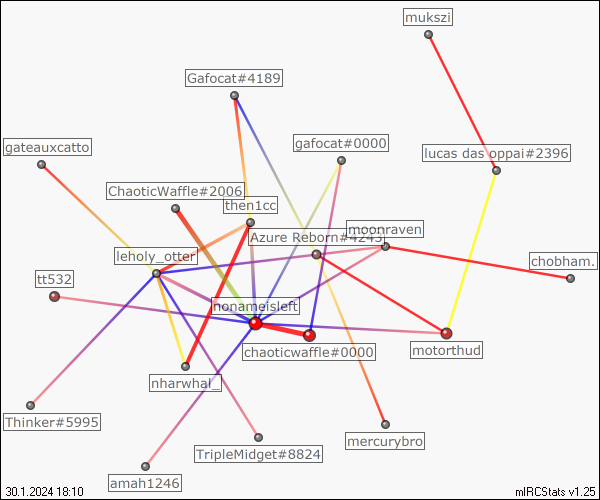 mukszi
Gafocat#4189
gafocat#0000
gateauxcatto
lucas das oppai#2396
ChaoticWaffle#2006
then1cc
moonraven
Azure Reborn#4243
leholy_otter
chobham.
tt532
nonameisleft
chaoticwaffle#0000
motorthud
nharwhal_
Thinker#5995
mercurybro
TripleMidget#8824
amah1246
30.1.2024 18:10
mIRCStats v1.25